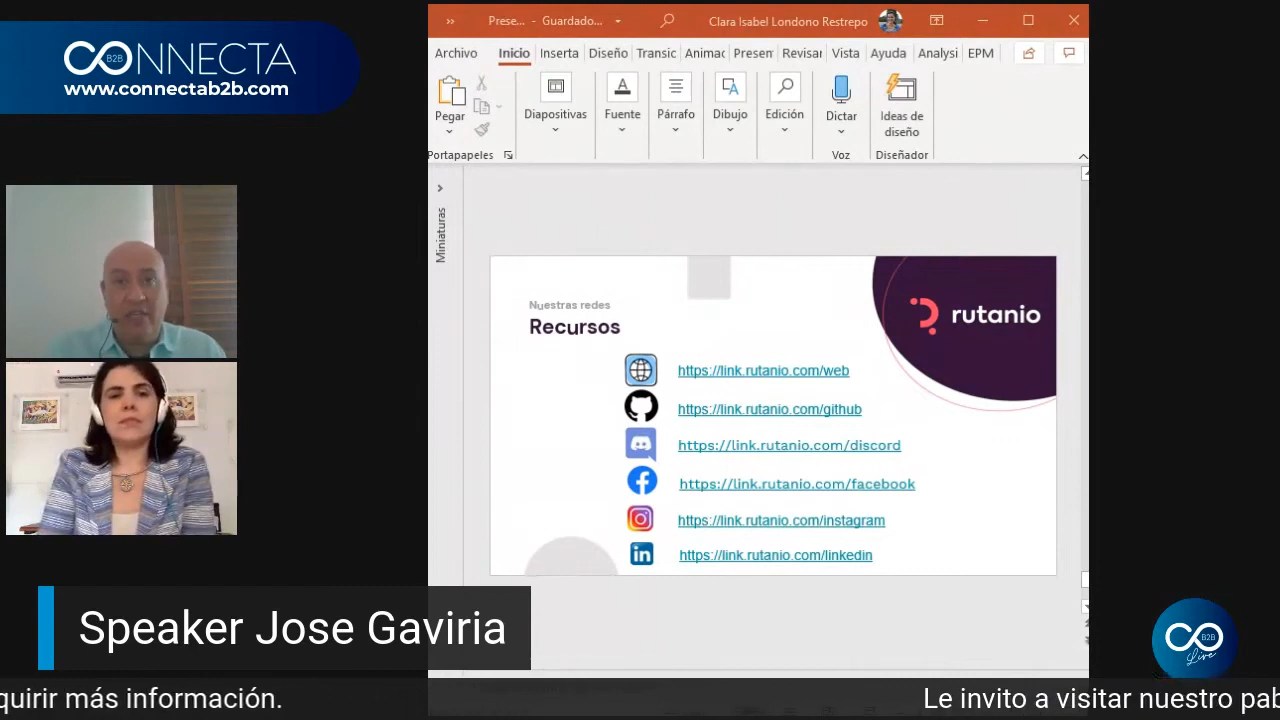 CONNECTA
B2B
www.connectab2b.com
Prese... - Guardado...
Clara Isabel Londono Restrepo
Archivo Inicio Inserta Diseño Transic Animac Presen Revisar Vista Ayuda Analysi EPM
Pegar
Diapositivas
Fuente
Párrafo
Dibujo
Edición
Dictar
Ideas de
diseño
Portapapeles
Voz
Diseñador
Miniaturas
Nuestras redes
Recursos
rutanio
https://link.rutanio.com/web
https://link.rutanio.com/github
https://link.rutanio.com/discord
https://link.rutanio.com/facebook
https://link.rutanio.com/instagram
in
https://link.rutanio.com/linkedin
Speaker Jose Gaviria
B2B
Live
quirir más información.
Le invito a visitar nuestro pab